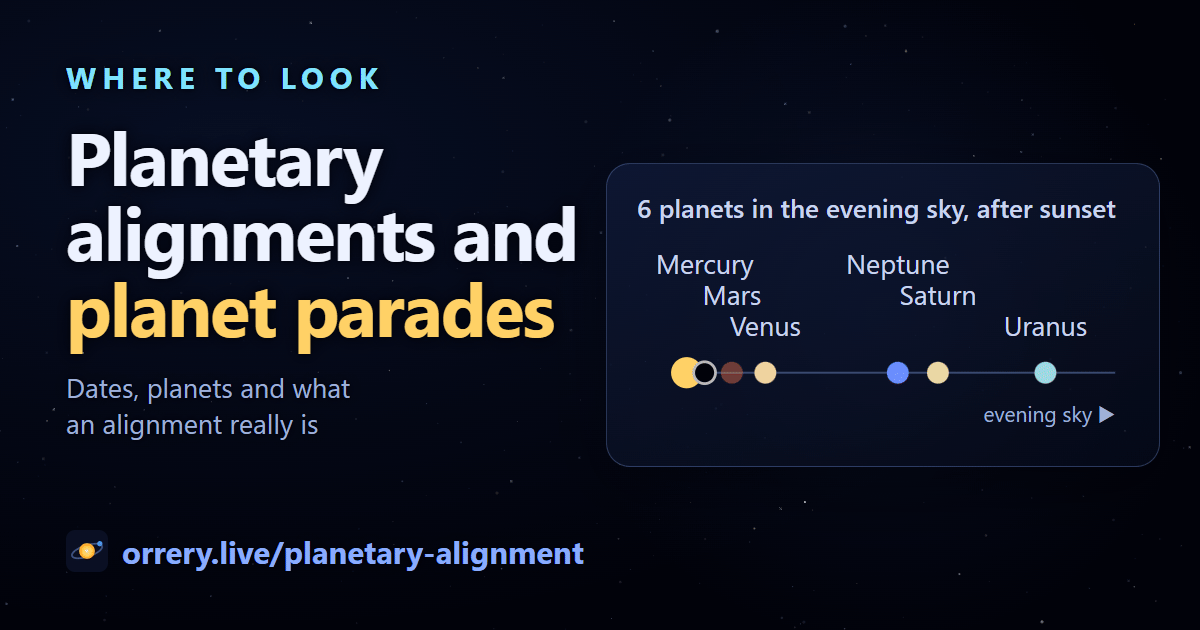 WHERE TO LOOK
Planetary
alignments and
planet parades
Dates, planets and what
an alignment really is
orrery.live/planetary-alignment
6 planets in the evening sky, after sunset
Mercury
Neptune
Mars
Saturn
Venus
Uranus
evening sky ▶